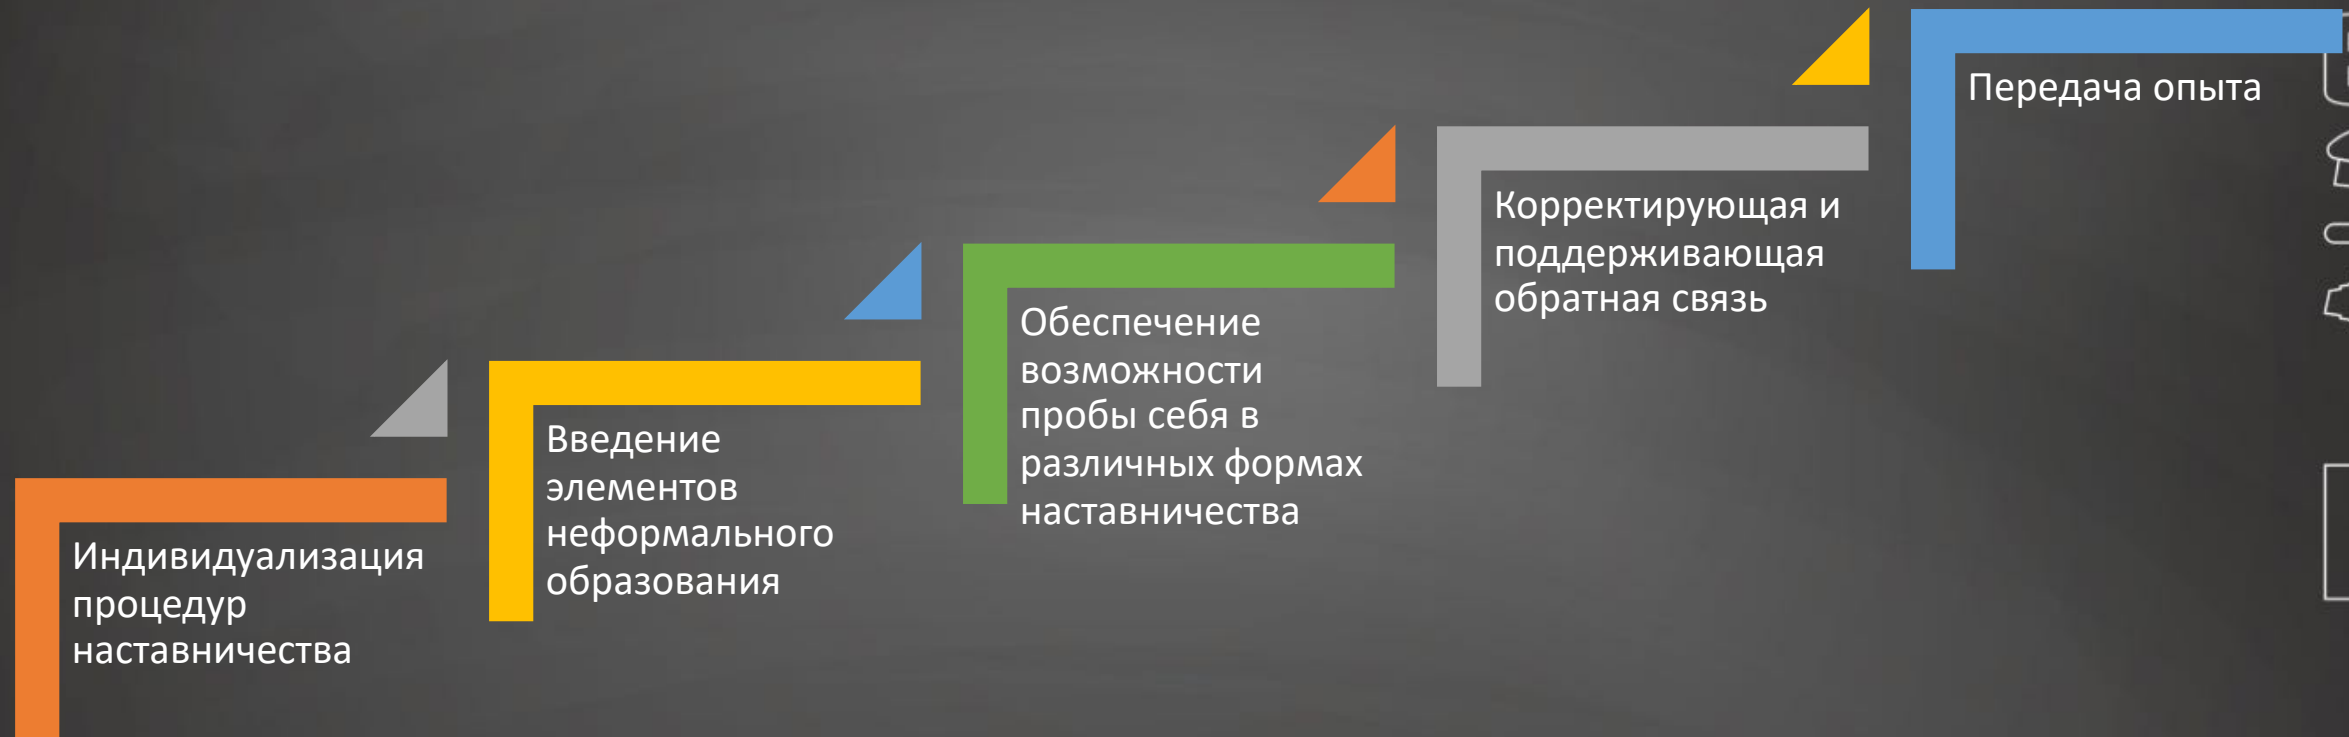 Индивидуализация
процедур
наставничества
Введение
элементов
неформального
образования
Обеспечение
возможности
пробы себя в
различных формах
наставничества
Корректирующая и
поддерживающая
обратная связь
Передача опыта